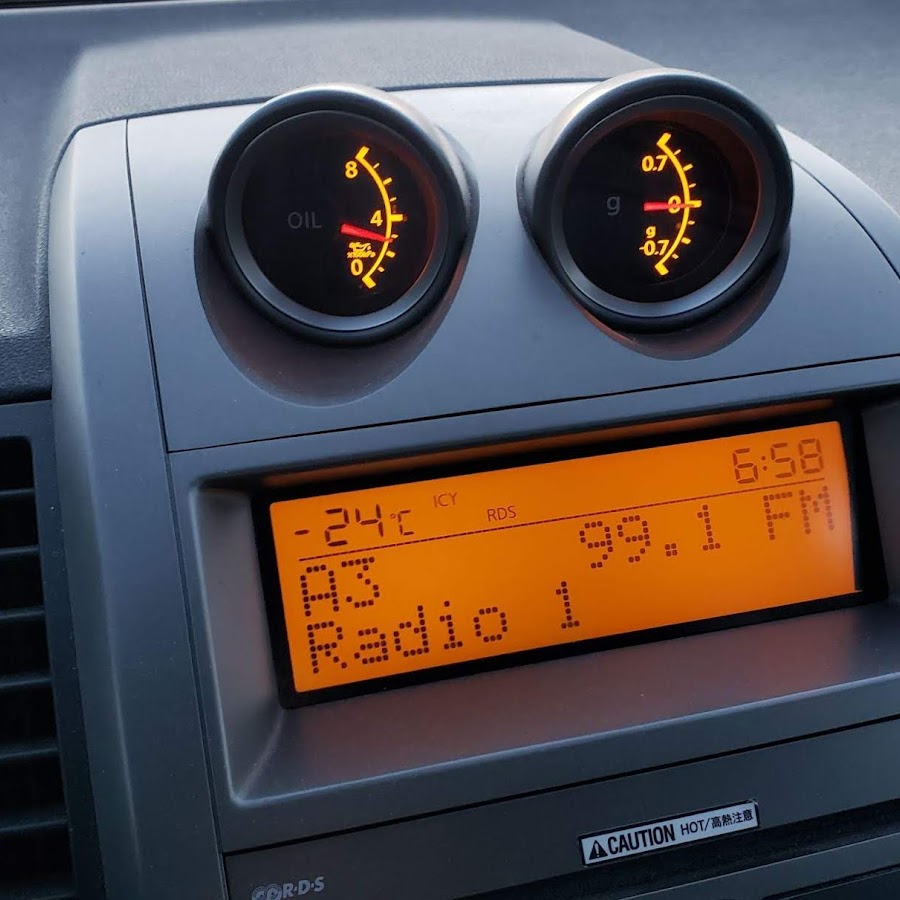 OIL
8
4
x100kPa
0
g
0.7
0
g
-0.7
-24°C ICY RDS 6:58
A3 99.1 FM
Radio 1
CAUTION HOT/高熱注意
R·D·S